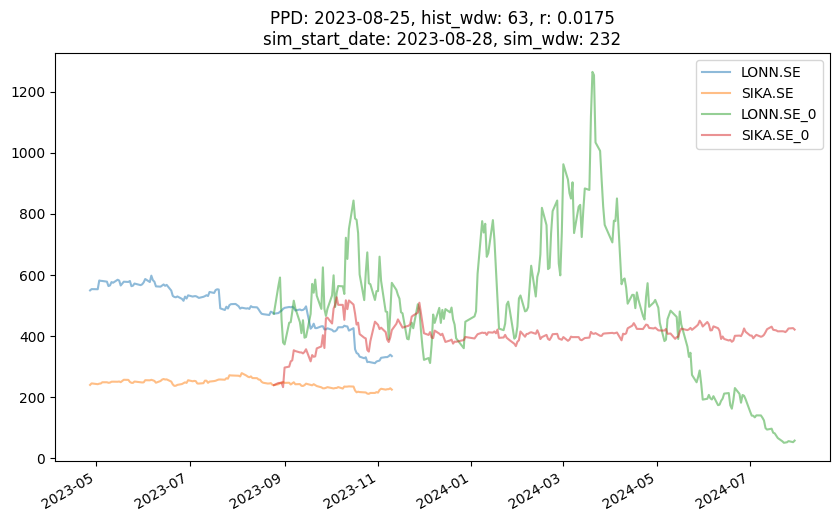 PPD: 2023-08-25, hist_wdw: 63, r: 0.0175
sim_start_date: 2023-08-28, sim_wdw: 232
LONN.SE
SIKA.SE
LONN.SE_0
SIKA.SE_0
1200
1000
800
600
400
200
0
2023-05
2023-07
2023-09
2023-11
2024-01
2024-03
2024-05
2024-07